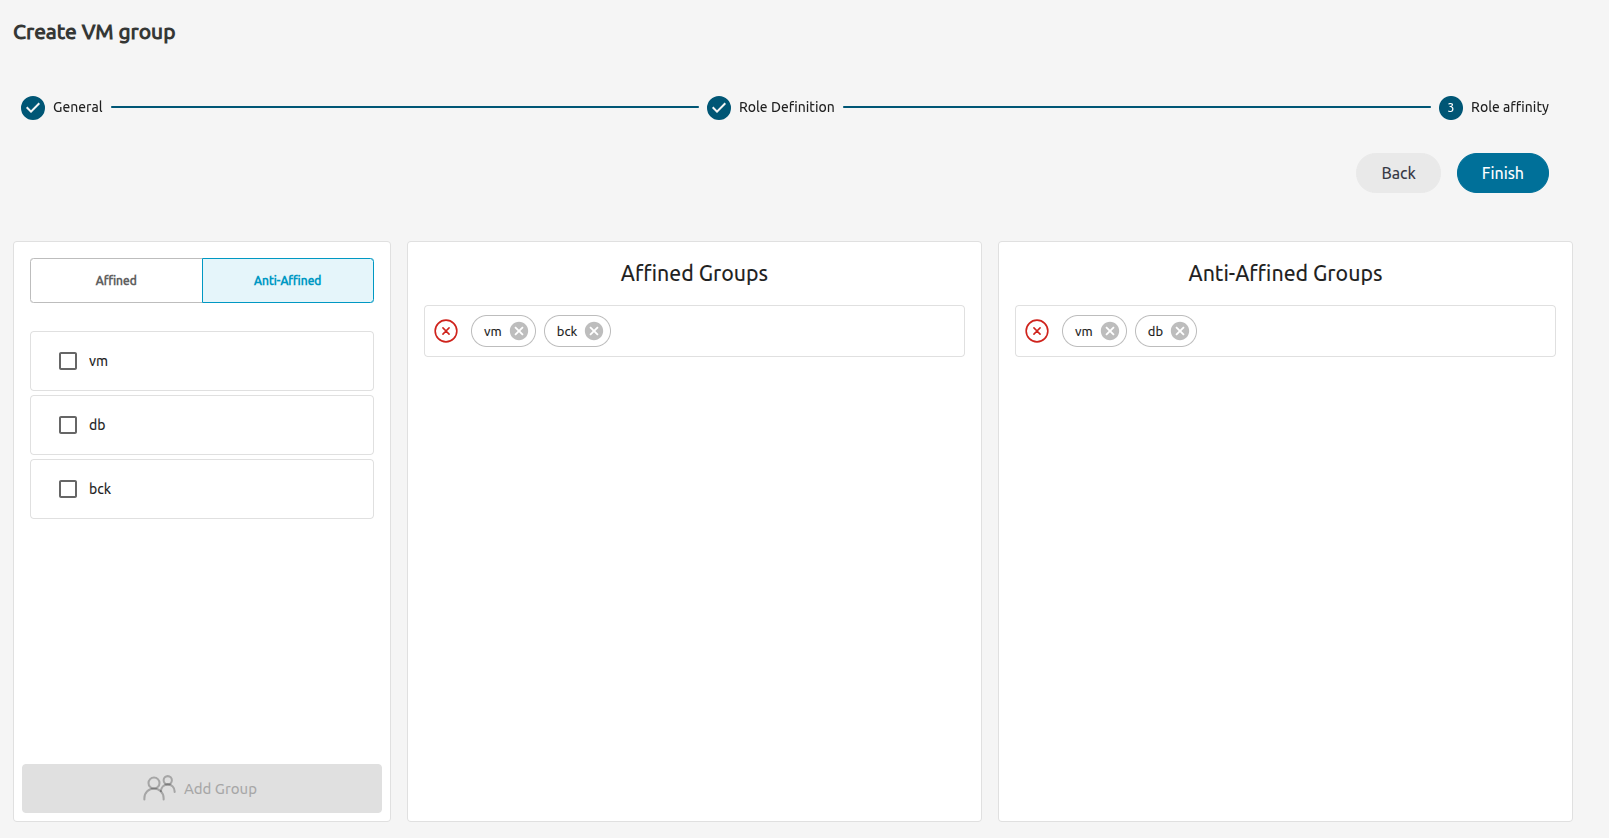 Create VM group
General
Role Definition
3 Role affinity
Back
Finish
Affined
Anti-Affined
vm
db
bck
Add Group
Affined Groups
vm bck
Anti-Affined Groups
vm db